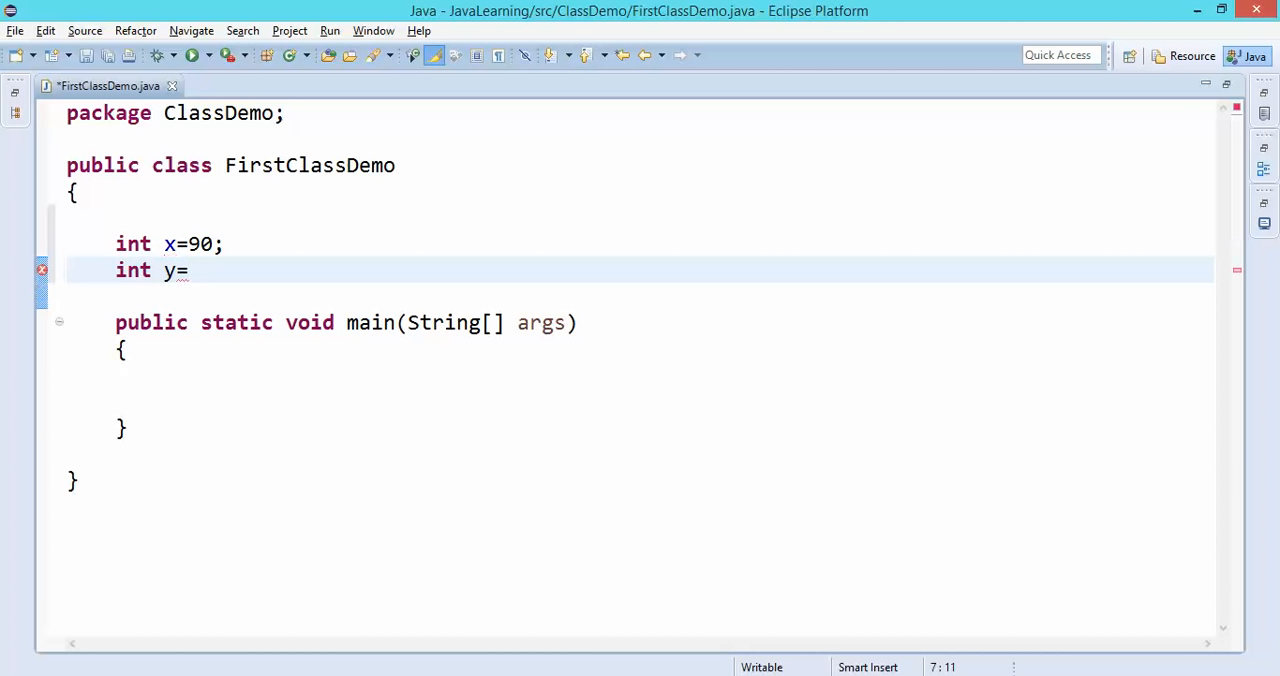 Java - JavaLearning/src/ClassDemo/FirstClassDemo.java - Eclipse Platform
File Edit Source Refactor Navigate Search Project Run Window Help
Quick Access Resource Java
*FirstClassDemo.java
package ClassDemo;
public class FirstClassDemo
{
int x=90;
int y=
public static void main(String[] args)
{
}
}
Writable Smart Insert 7 : 11